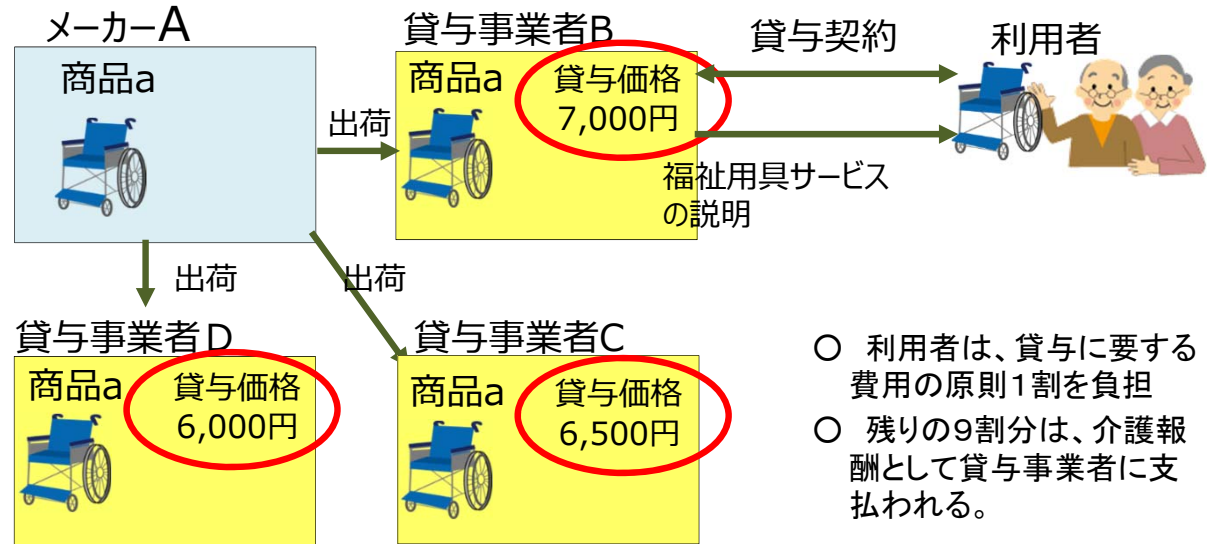 メーカーA
商品a
出荷
貸与事業者B
商品a
貸与価格
7,000円
貸与契約
利用者
福祉用具サービス
の説明
出荷
出荷
貸与事業者D
商品a
貸与価格
6,000円
貸与事業者C
商品a
貸与価格
6,500円
○ 利用者は、貸与に要する
費用の原則1割を負担
○ 残りの9割分は、介護報
酬として貸与事業者に支
払われる。